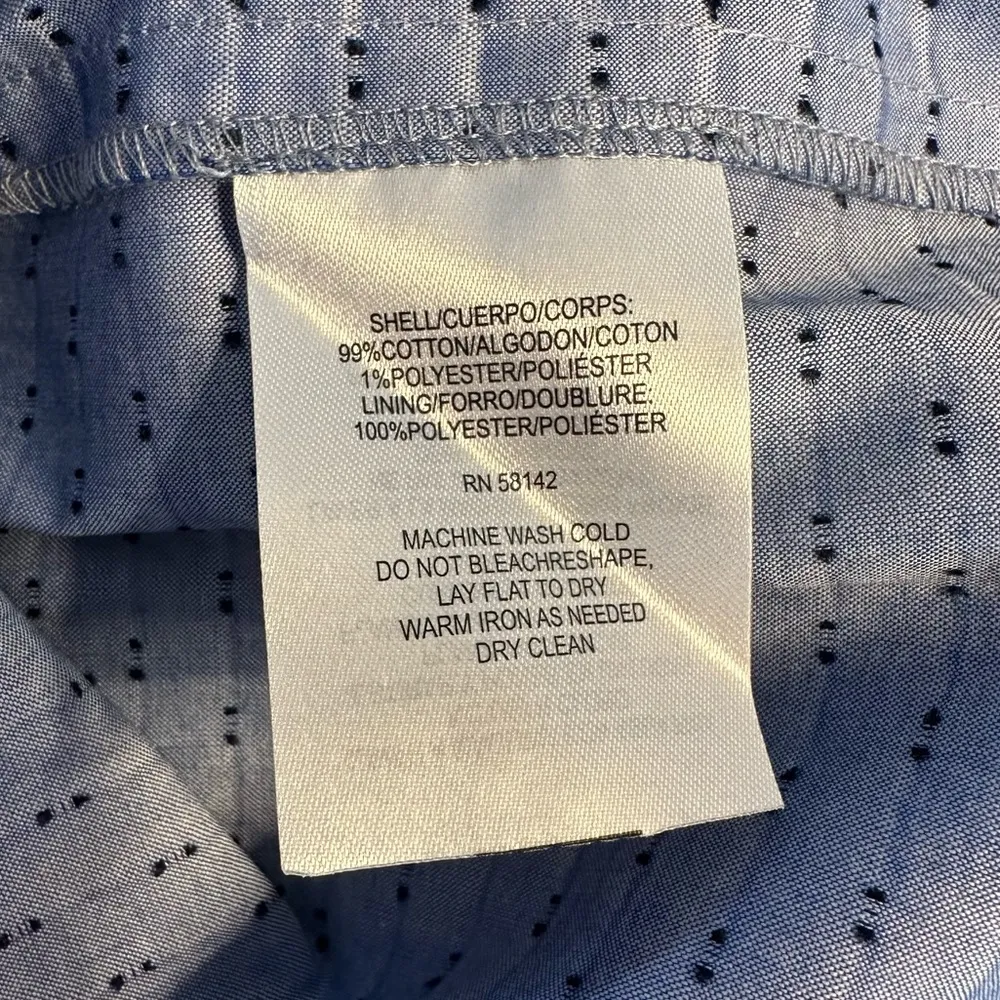 SHELL/CUERPO/CORPS:
99%COTTON/ALGODON/COTON
1%POLYESTER/POLIÉSTER
LINING/FORRO/DOUBLURE.
100%POLYESTER/POLIÉSTER
RN 58142
MACHINE WASH COLD
DO NOT BLEACHRESHAPE,
LAY FLAT TO DRY
WARM IRON AS NEEDED
DRY CLEAN